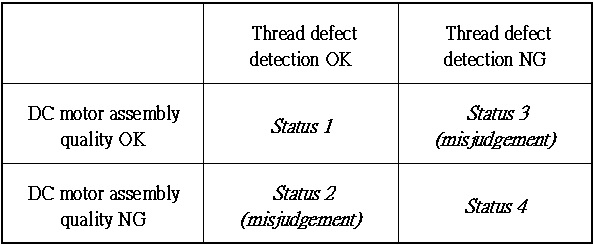 Thread defect
detection OK
Thread defect
detection NG
DC motor assembly
quality OK
Status 1
Status 3
(misjudgement)
DC motor assembly
quality NG
Status 2
(misjudgement)
Status 4